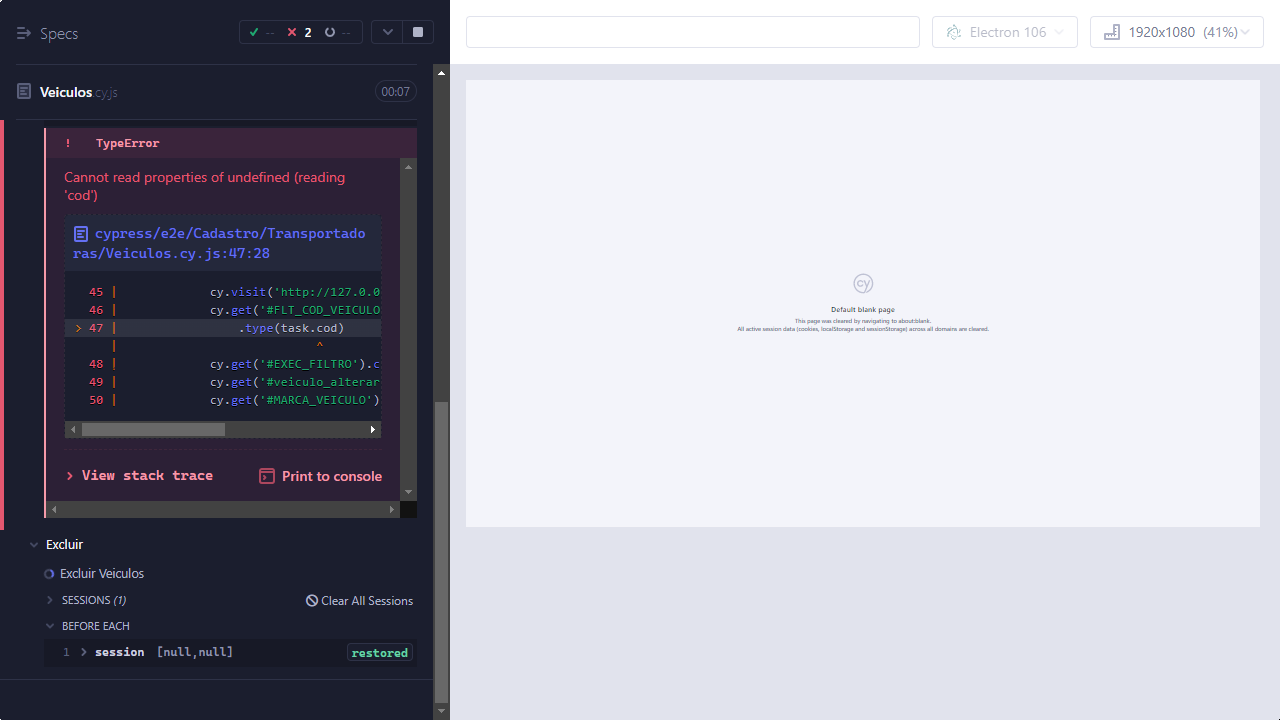 Specs
-- 2 --
Electron 106
1920x1080 (41%)
Veiculos.cy.js
00:07
! TypeError
Cannot read properties of undefined (reading
'cod')
cypress/e2e/Cadastro/Transportado
ras/Veiculos.cy.js:47:28
45 | cy.visit('http://127.0.0
46 | cy.get('#FLT_COD_VEICULO
> 47 | .type(task.cod)
| ^
48 | cy.get('#EXEC_FILTRO').c
49 | cy.get('#veiculo_alterar
50 | cy.get('#MARCA_VEICULO')
> View stack trace
Print to console
Excluir
Excluir Veiculos
SESSIONS (1)
Clear All Sessions
BEFORE EACH
1 > session [null,null] restored
cy
Default blank page
This page was cleared by navigating to about:blank.
All active session data (cookies, localStorage and sessionStorage) across all domains are cleared.